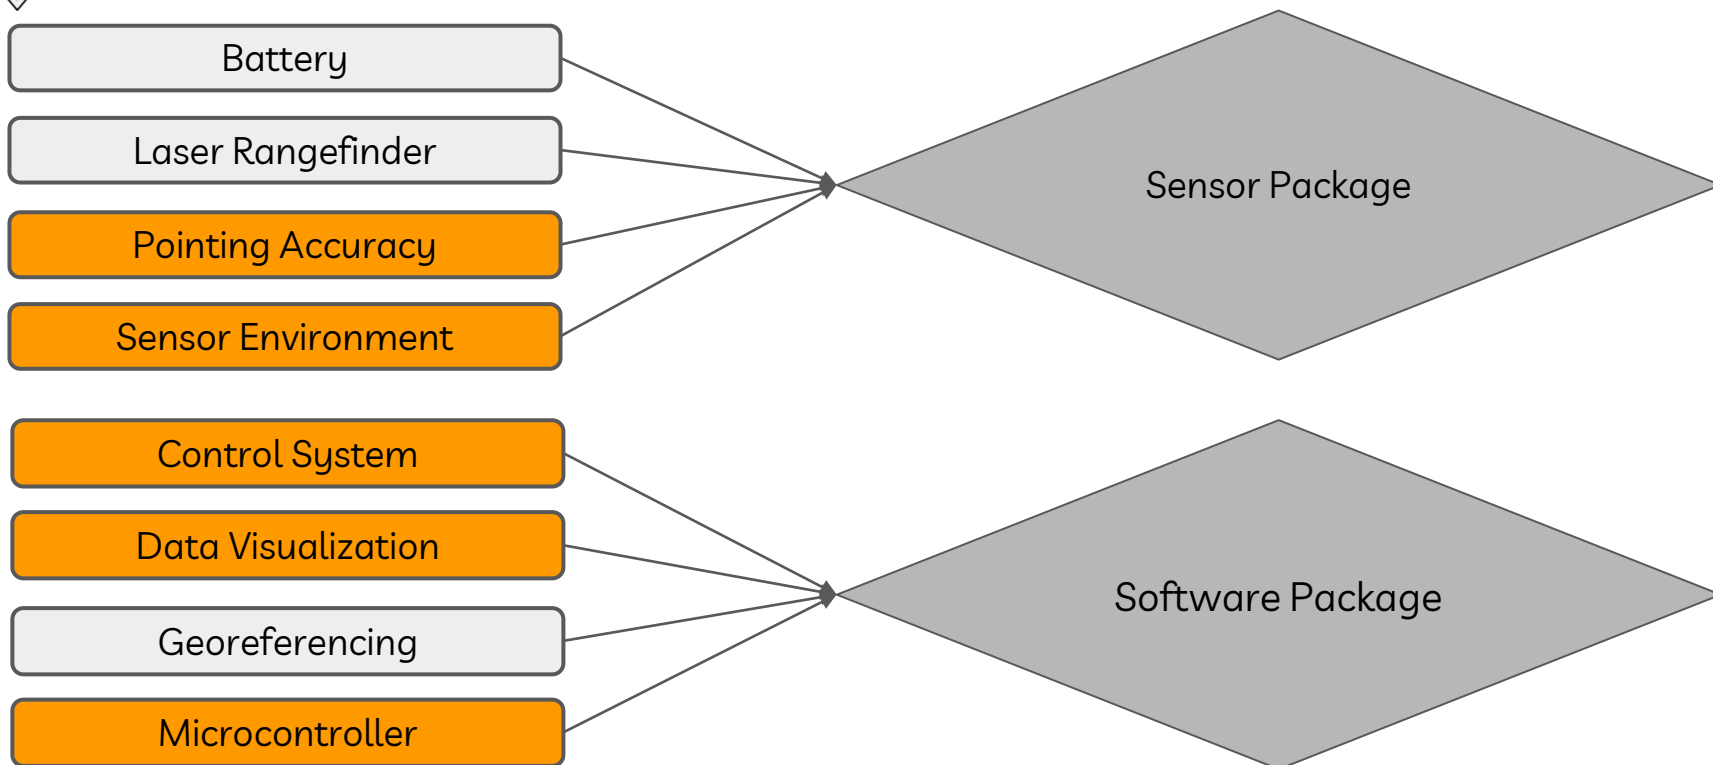 Battery
Laser Rangefinder
Pointing Accuracy
Sensor Environment
Sensor Package
Control System
Data Visualization
Georeferencing
Microcontroller
Software Package